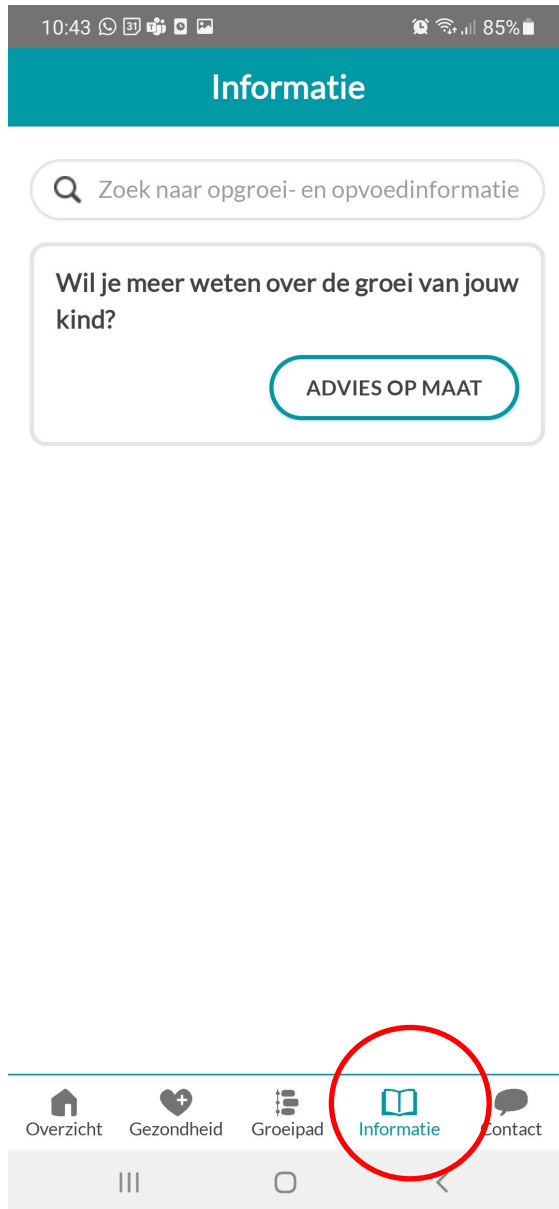 10:43 31 85%
Informatie
Zoek naar opgroei- en opvoedinformatie
Wil je meer weten over de groei van jouw
kind?
ADVIES OP MAAT
Overzicht Gezondheid Groeipad Informatie Contact